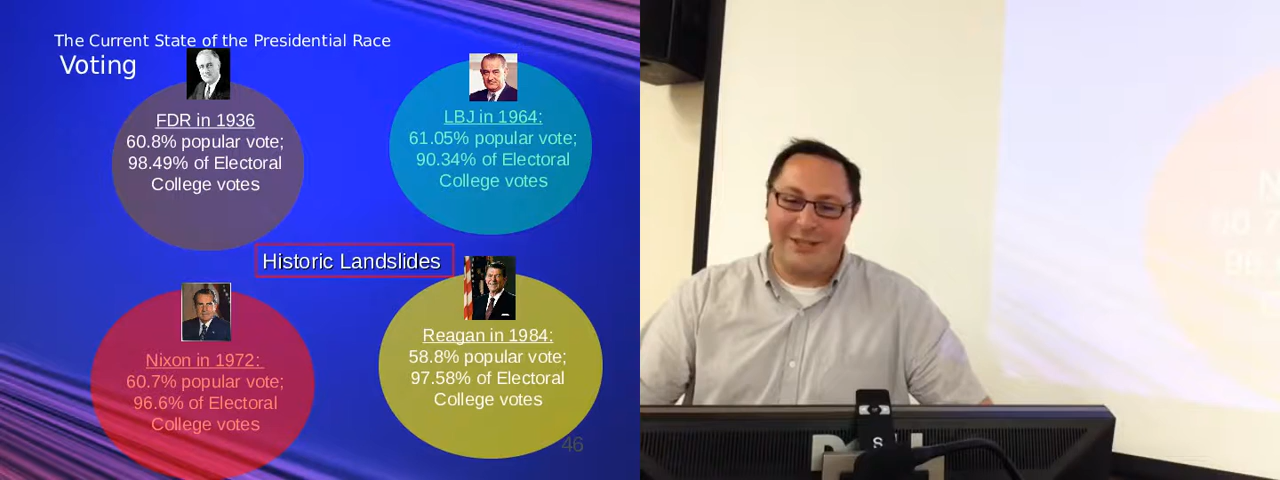 The Current State of the Presidential Race
Voting
FDR in 1936
60.8% popular vote;
98.49% of Electoral
College votes
LBJ in 1964:
61.05% popular vote;
90.34% of Electoral
College votes
Historic Landslides
Nixon in 1972:
60.7% popular vote;
96.6% of Electoral
College votes
Reagan in 1984:
58.8% popular vote;
97.58% of Electoral
College votes
46